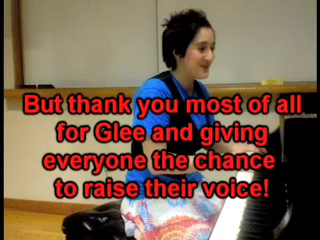 But thank you most of all
for Glee and giving
everyone the chance
to raise their voice!